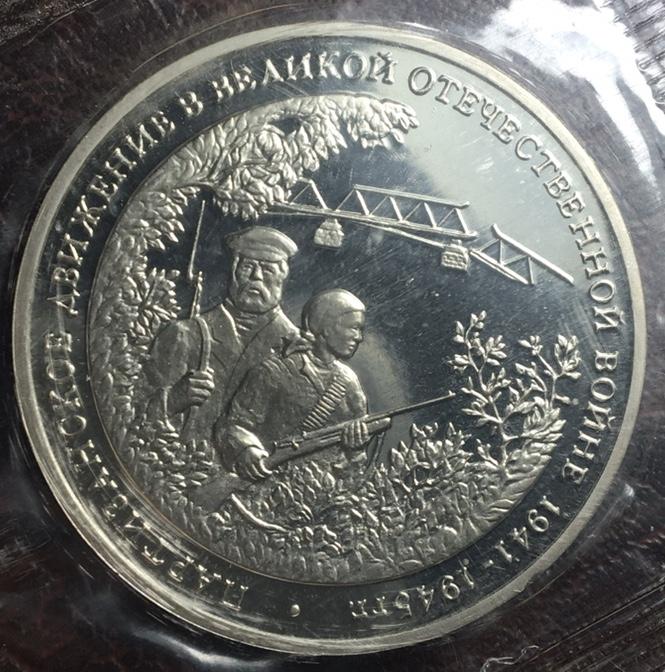 ПАРТИЗАНСКОЕ ДВИЖЕНИЕ В ВЕЛИКОЙ ОТЕЧЕСТВЕННОЙ ВОЙНЕ 1941-1945 гг. •